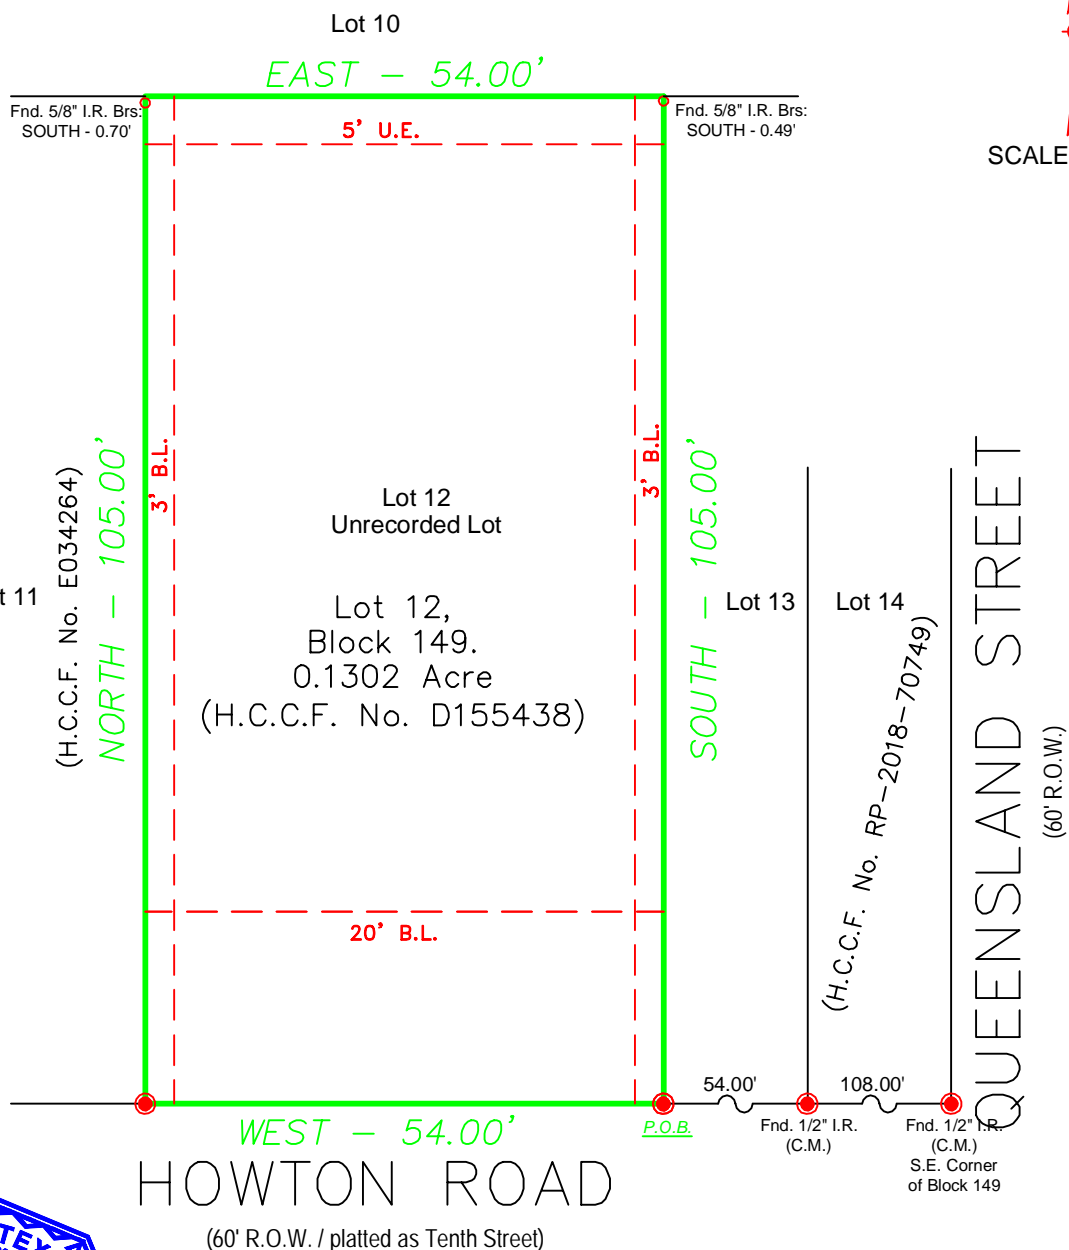 Lot 10
EAST - 54.00'
Fnd. 5/8" I.R. Brs:
SOUTH - 0.70'
Fnd. 5/8" I.R. Brs:
SOUTH - 0.49'
5' U.E.
SCALE
3' B.L.
3' B.L.
(H.C.C.F. No. E034264)
NORTH - 105.00'
SOUTH - 105.00'
Lot 12
Unrecorded Lot
t 11
Lot 12,
Block 149.
0.1302 Acre
(H.C.C.F. No. D155438)
Lot 13
Lot 14
(H.C.C.F. No. RP-2018-70749)
QUEENSLAND STREET
(60' R.O.W.)
20' B.L.
54.00'
108.00'
WEST - 54.00'
P.O.B.
Fnd. 1/2" I.R.
(C.M.)
Fnd. 1/2" I.R.
(C.M.)
S.E. Corner
of Block 149
HOWTON ROAD
(60' R.O.W. / platted as Tenth Street)
TEX